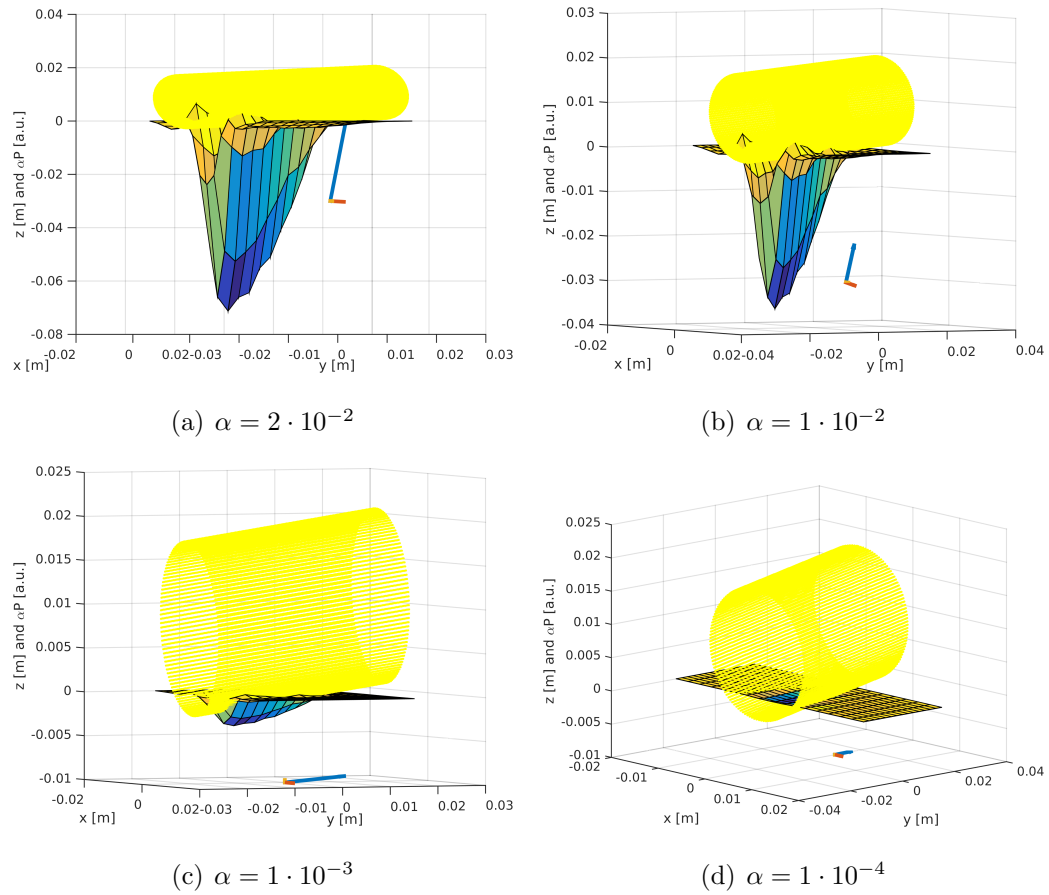 0.04
0.02
0
-0.02
-0.04
-0.06
-0.08
z [m] and αP [a.u.]
-0.02 0 0.02 -0.03 -0.02 -0.01 0 0.01 0.02 0.03
x [m] y [m]
(a) α = 2 · 10⁻²
0.03
0.02
0.01
0
-0.01
-0.02
-0.03
-0.04
z [m] and αP [a.u.]
-0.02 0 0.02 -0.04 -0.02 0 0.02 0.04
x [m] y [m]
(b) α = 1 · 10⁻²
0.025
0.02
0.015
0.01
0.005
0
-0.005
-0.01
z [m] and αP [a.u.]
-0.02 0 0.02 -0.03 -0.02 -0.01 0 0.01 0.02 0.03
x [m] y [m]
(c) α = 1 · 10⁻³
0.025
0.02
0.015
0.01
0.005
0
-0.005
-0.01
z [m] and αP [a.u.]
-0.02 -0.01 0 0.01 0.02 -0.04 -0.02 0 0.02 0.04
x [m] y [m]
(d) α = 1 · 10⁻⁴